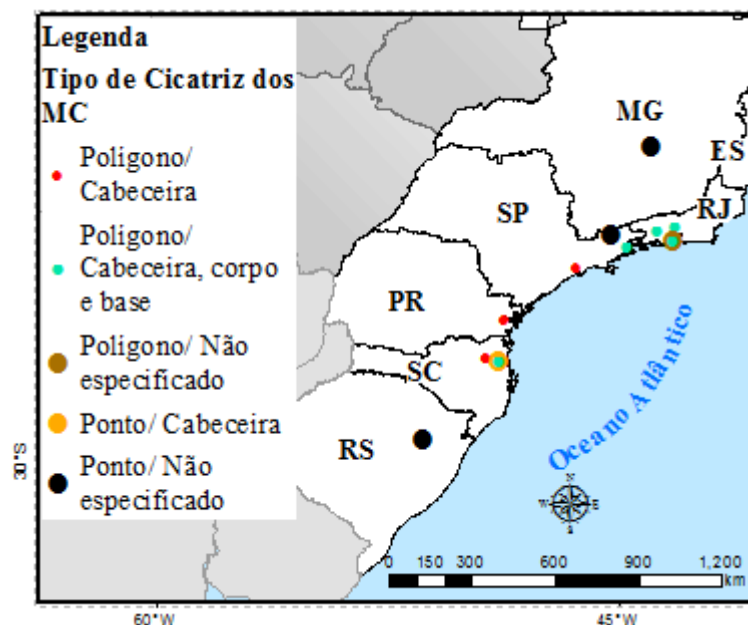 Legenda
Tipo de Cicatriz dos
MC
Poligono/
Cabeceira
Poligono/
Cabeceira, corpo
e base
Poligono/ Não
especificado
Ponto/ Cabeceira
Ponto/ Não
especificado
MG
ES
RJ
SP
PR
SC
RS
Oceano Atlântico
N
W
E
S
0 150 300 600 900 1,200
km
30°S
60°W
45°W